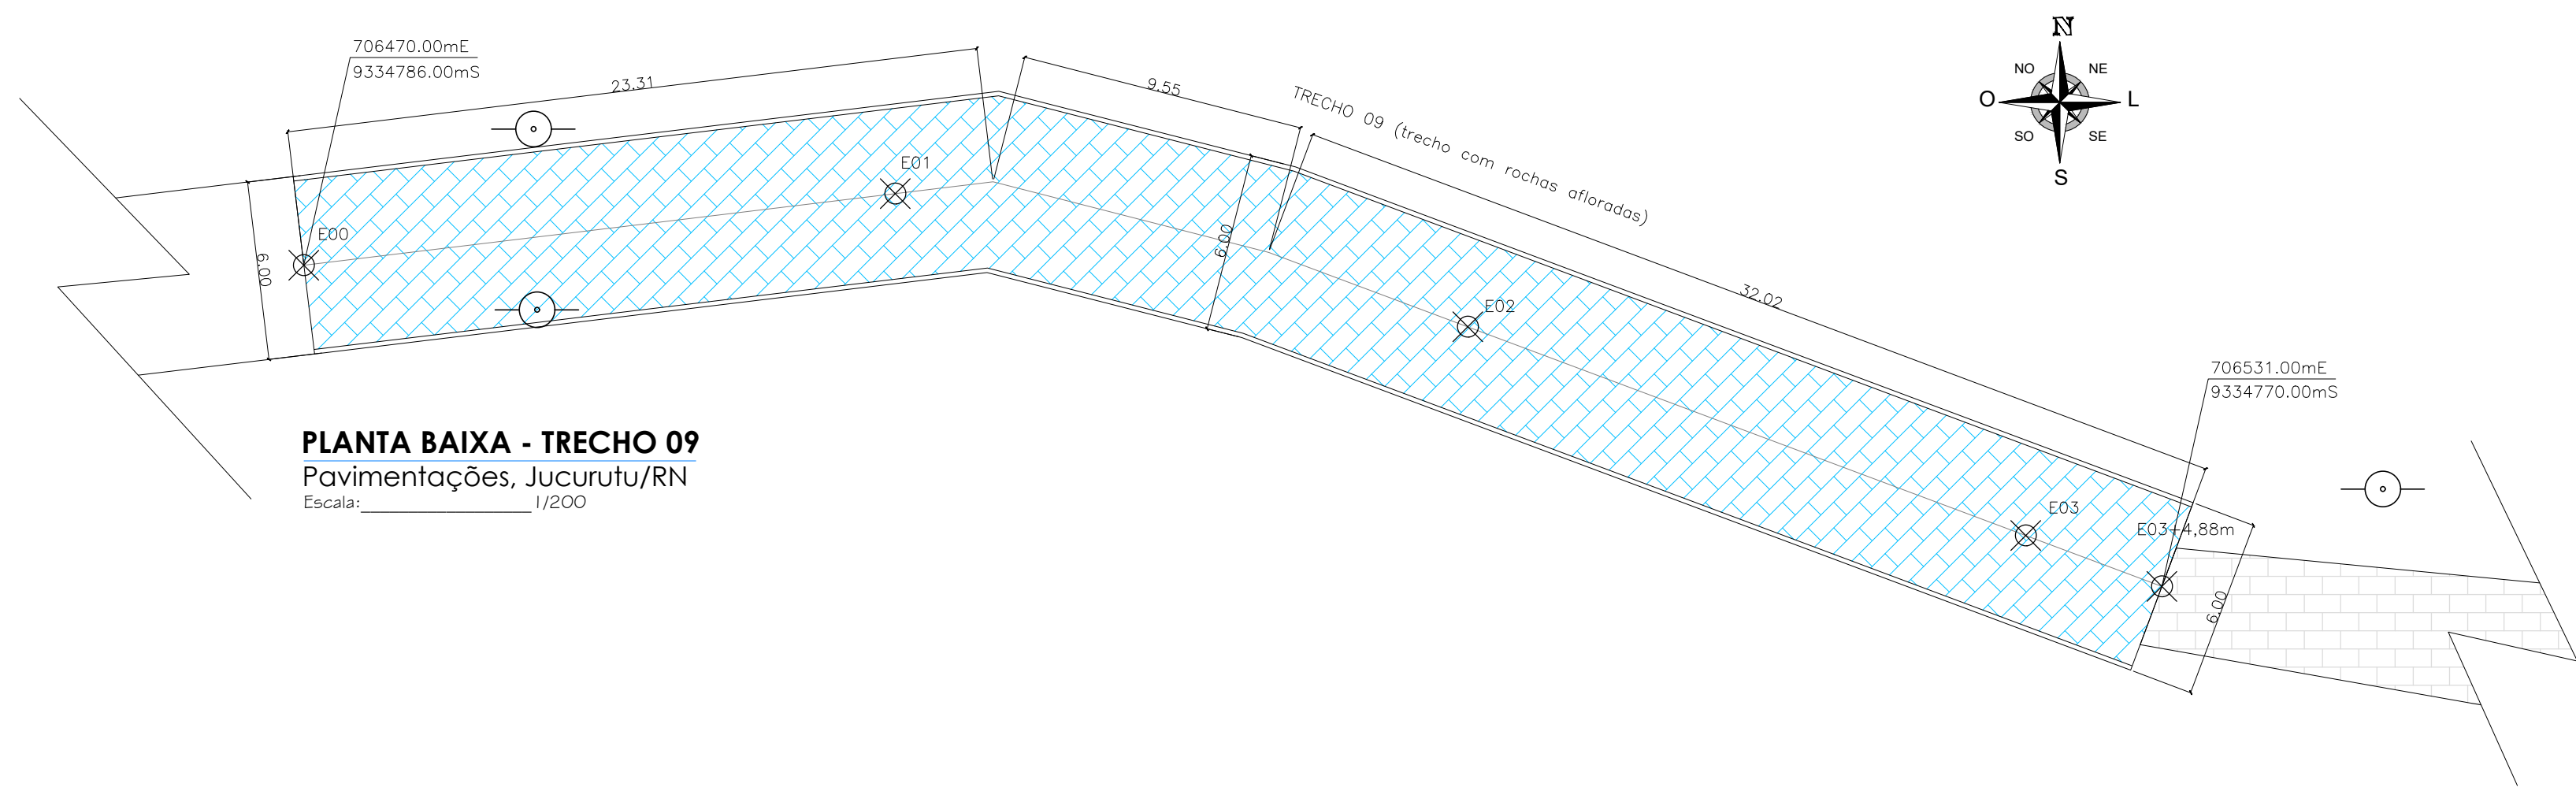 706470.00mE
9334786.00mS
23.31
9.55
TRECHO 09 (trecho com rochas afloradas)
N
NO
NE
O
L
SO
SE
S
E01
E00
6.00
6.00
E02
32.02
706531.00mE
9334770.00mS
PLANTA BAIXA - TRECHO 09
Pavimentações, Jucurutu/RN
Escala: 1/200
E03
E03+4,88m
6.00